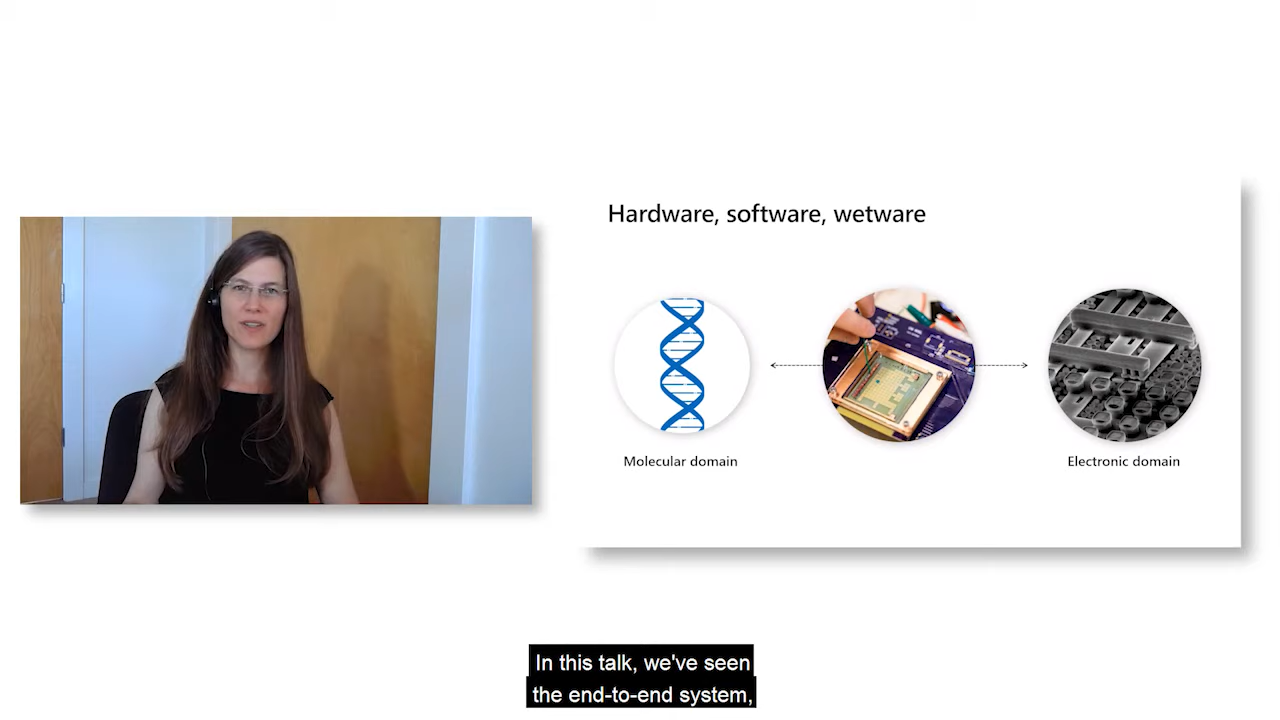 Hardware, software, wetware
Molecular domain
Electronic domain
In this talk, we've seen
the end-to-end system,